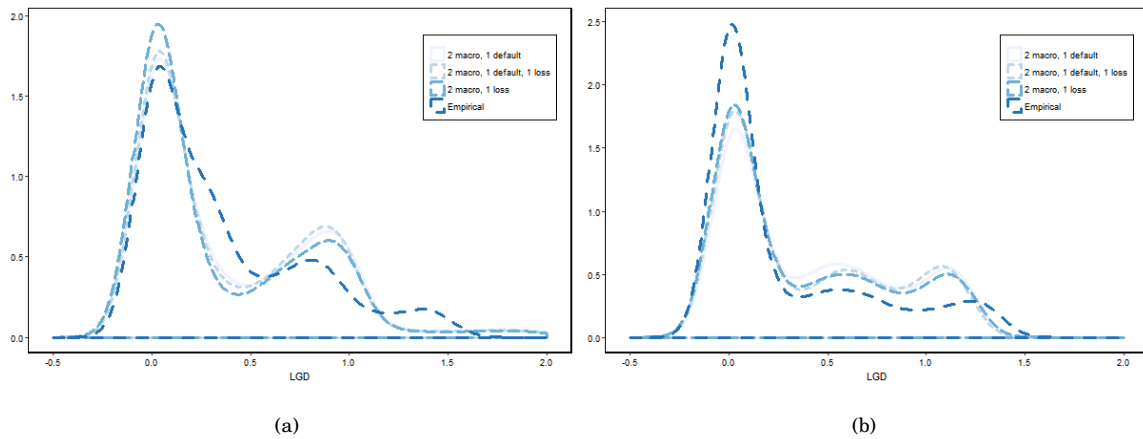 2.0
1.5
1.0
0.5
0.0
-0.5 0.0 0.5 1.0 1.5 2.0
LGD
2 macro, 1 default
2 macro, 1 default, 1 loss
2 macro, 1 loss
Empirical
(a)
2.5
2.0
1.5
1.0
0.5
0.0
-0.5 0.0 0.5 1.0 1.5 2.0
LGD
2 macro, 1 default
2 macro, 1 default, 1 loss
2 macro, 1 loss
Empirical
(b)